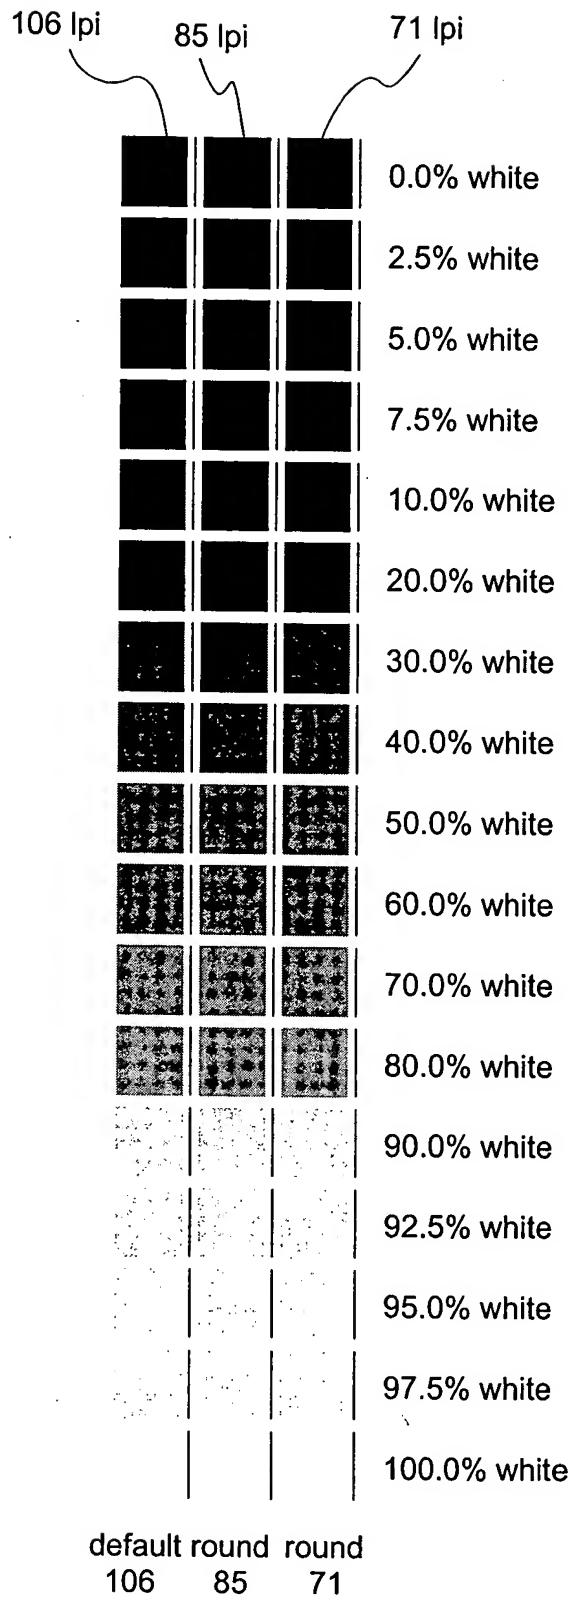 106 lpi
85 lpi
71 lpi
0.0% white
2.5% white
5.0% white
7.5% white
10.0% white
20.0% white
30.0% white
40.0% white
50.0% white
60.0% white
70.0% white
80.0% white
90.0% white
92.5% white
95.0% white
97.5% white
100.0% white
default round round
106 85 71